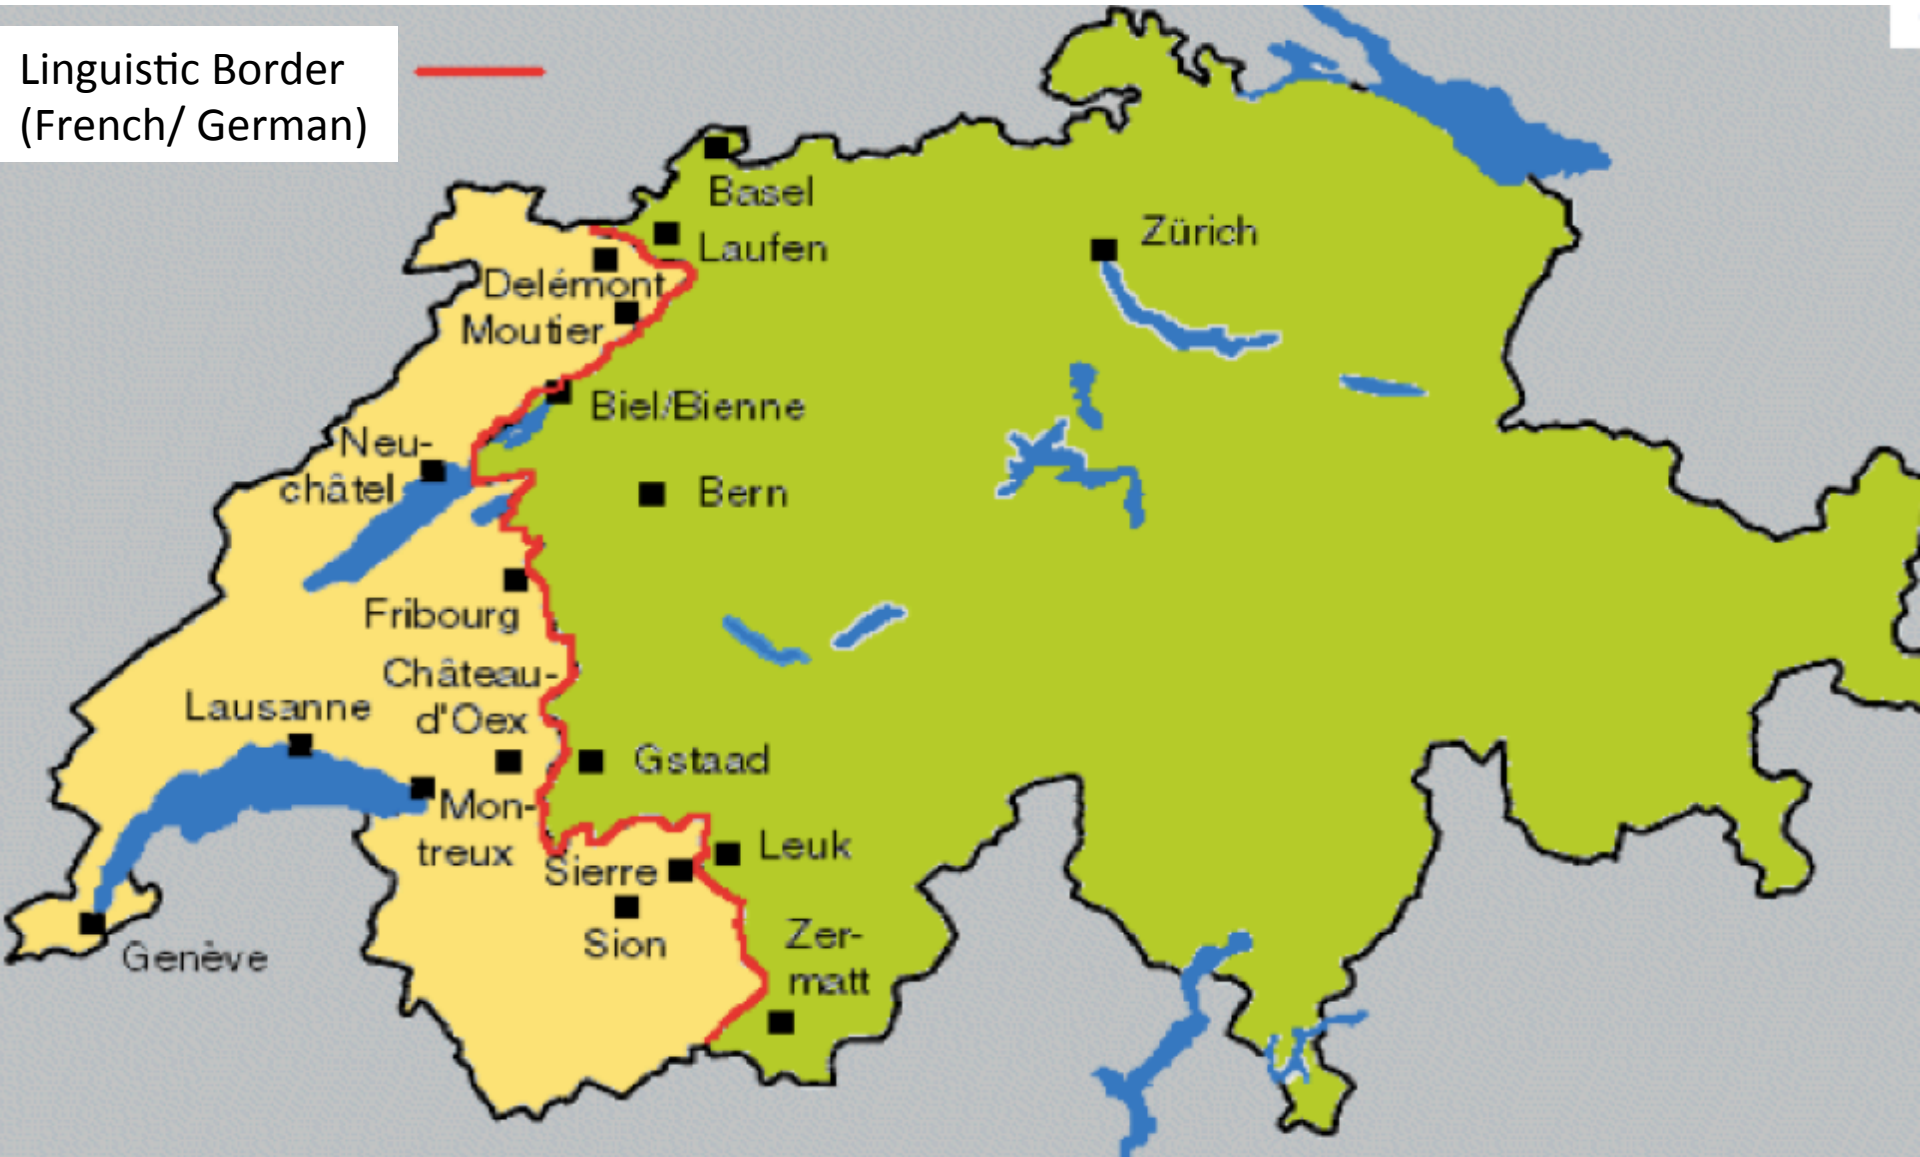 Linguistic Border
(French/ German)
Basel
Laufen
Zürich
Delémont
Moutier
Biel/Bienne
Neu-
châtel
Bern
Fribourg
Château-
d'Oex
Lausanne
Gstaad
Mon-
treux
Leuk
Sierre
Sion
Zer-
matt
Genève